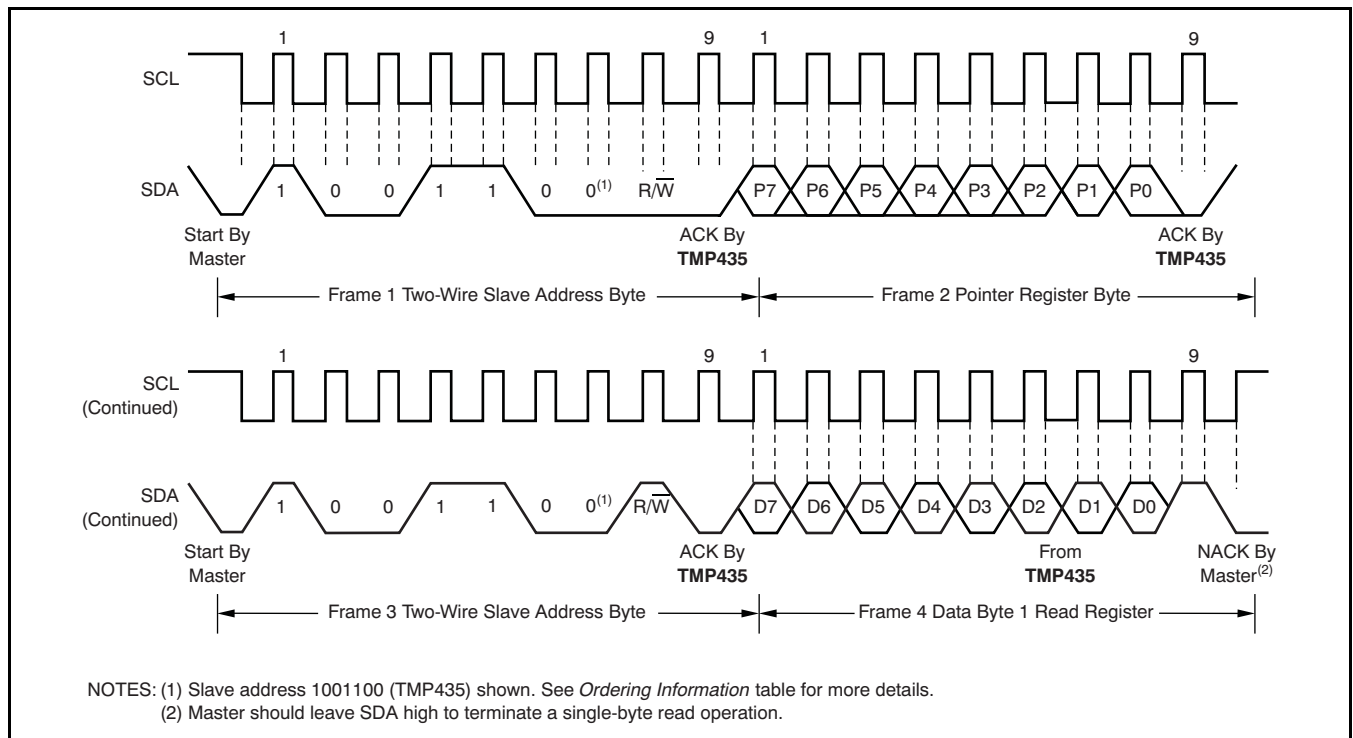 1 9 1 9
SCL
SDA 1 0 0 1 1 0 0(1) R/W P7 P6 P5 P4 P3 P2 P1 P0
Start By Master
ACK By TMP435
ACK By TMP435
Frame 1 Two-Wire Slave Address Byte
Frame 2 Pointer Register Byte
1 9 1 9
SCL (Continued)
SDA (Continued) 1 0 0 1 1 0 0(1) R/W D7 D6 D5 D4 D3 D2 D1 D0
Start By Master
ACK By TMP435
From TMP435
NACK By Master(2)
Frame 3 Two-Wire Slave Address Byte
Frame 4 Data Byte 1 Read Register
NOTES: (1) Slave address 1001100 (TMP435) shown. See Ordering Information table for more details.
(2) Master should leave SDA high to terminate a single-byte read operation.